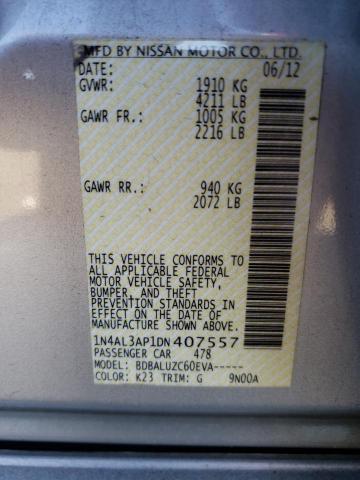 MFD BY NISSAN MOTOR CO., LTD.
DATE: 06/12
GVWR: 1910 KG
4211 LB
GAWR FR.: 1005 KG
2216 LB
GAWR RR.: 940 KG
2072 LB
THIS VEHICLE CONFORMS TO
ALL APPLICABLE FEDERAL
MOTOR VEHICLE SAFETY,
BUMPER, AND THEFT
PREVENTION STANDARDS IN
EFFECT ON THE DATE OF
MANUFACTURE SHOWN ABOVE.
1N4AL3AP1DN407557
PASSENGER CAR 478
MODEL: BDBALUZC60EVA-----
COLOR: K23 TRIM: G 9N00A